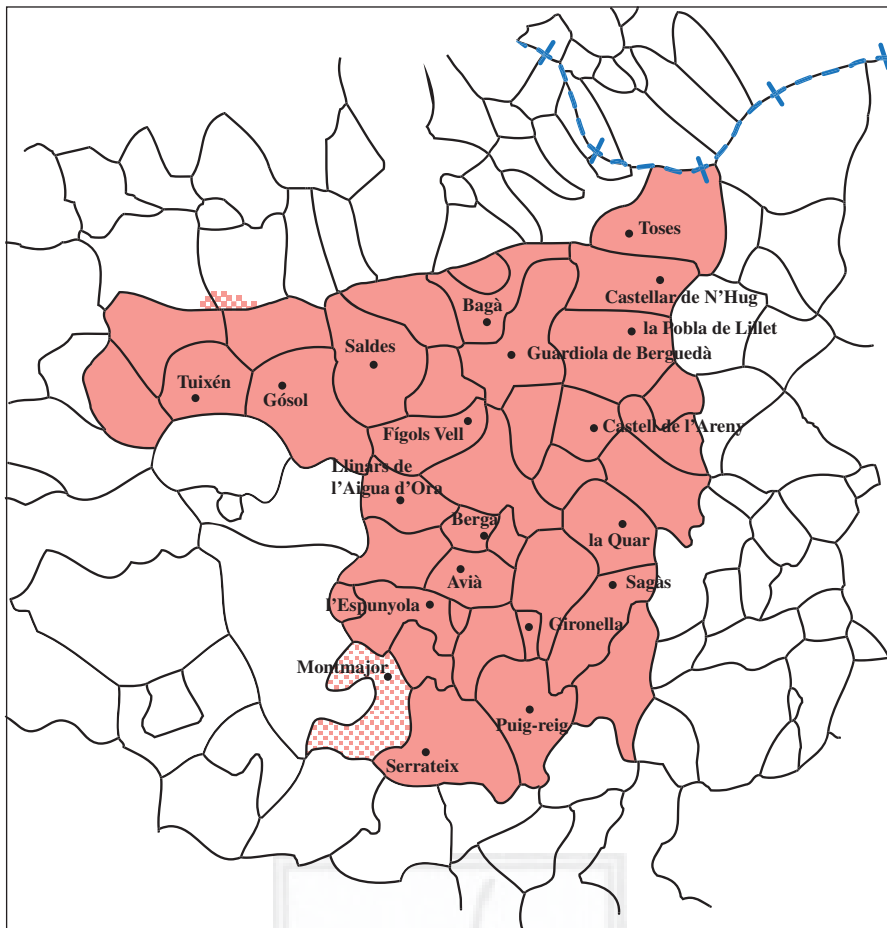 Toses
Castellar de N’Hug
Bagà
la Pobla de Lillet
Saldes
Guardiola de Berguedà
Tuixén
Gósol
Fígols Vell
Castell de l’Areny
Llinars de
l’Aigua d’Ora
Berga
la Quar
Avià
Sagàs
l’Espunyola
Gironella
Montmajor
Puig-reig
Serrateix